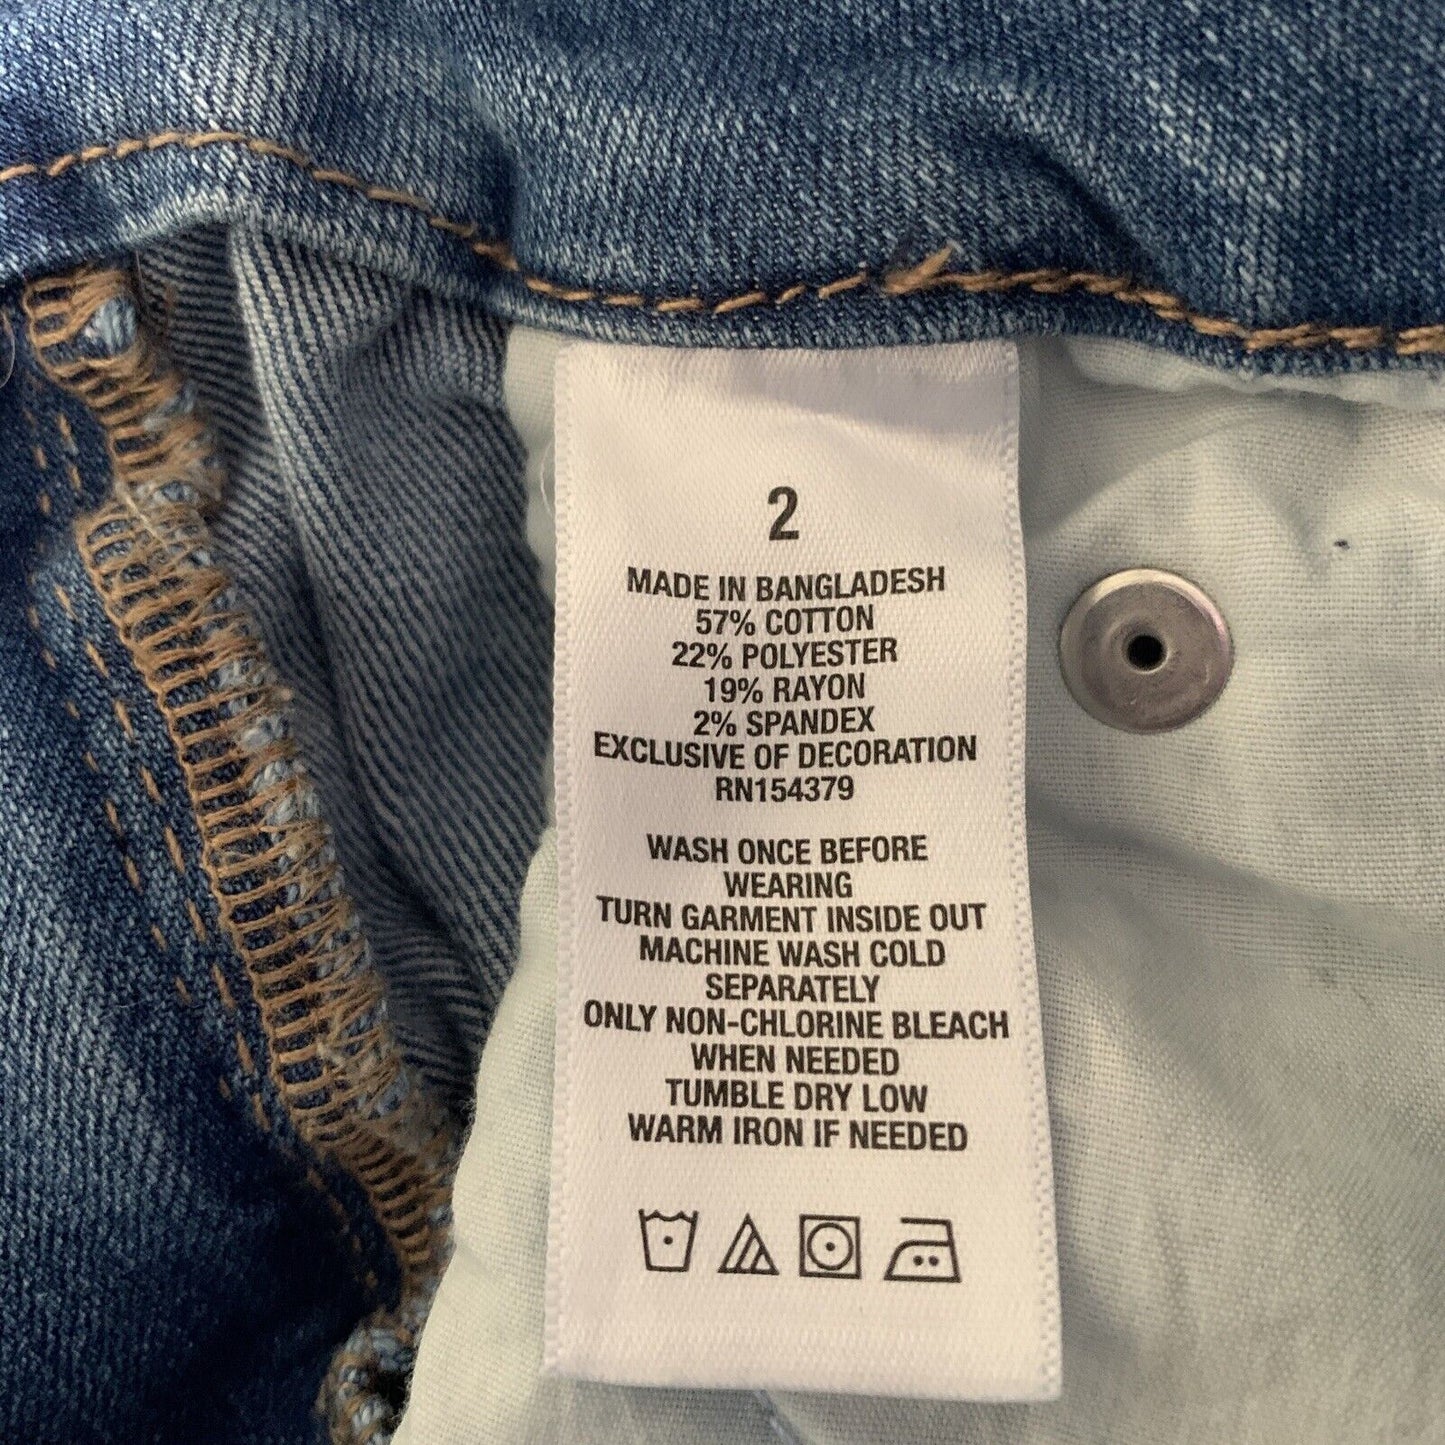 2
MADE IN BANGLADESH
57% COTTON
22% POLYESTER
19% RAYON
2% SPANDEX
EXCLUSIVE OF DECORATION
RN154379
WASH ONCE BEFORE
WEARING
TURN GARMENT INSIDE OUT
MACHINE WASH COLD
SEPARATELY
ONLY NON-CHLORINE BLEACH
WHEN NEEDED
TUMBLE DRY LOW
WARM IRON IF NEEDED